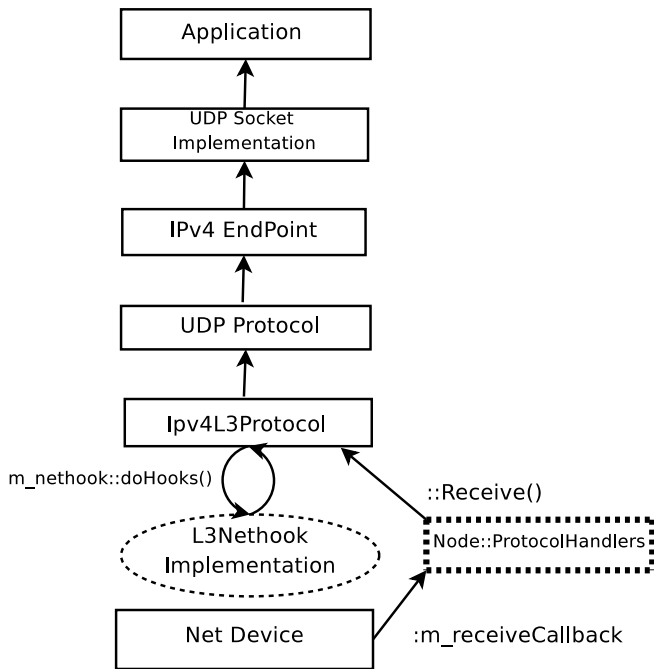 Application
UDP Socket
Implementation
IPv4 EndPoint
UDP Protocol
Ipv4L3Protocol
m_nethook::doHooks()
::Receive()
L3Nethook
Implementation
Node::ProtocolHandlers
Net Device
:m_receiveCallback